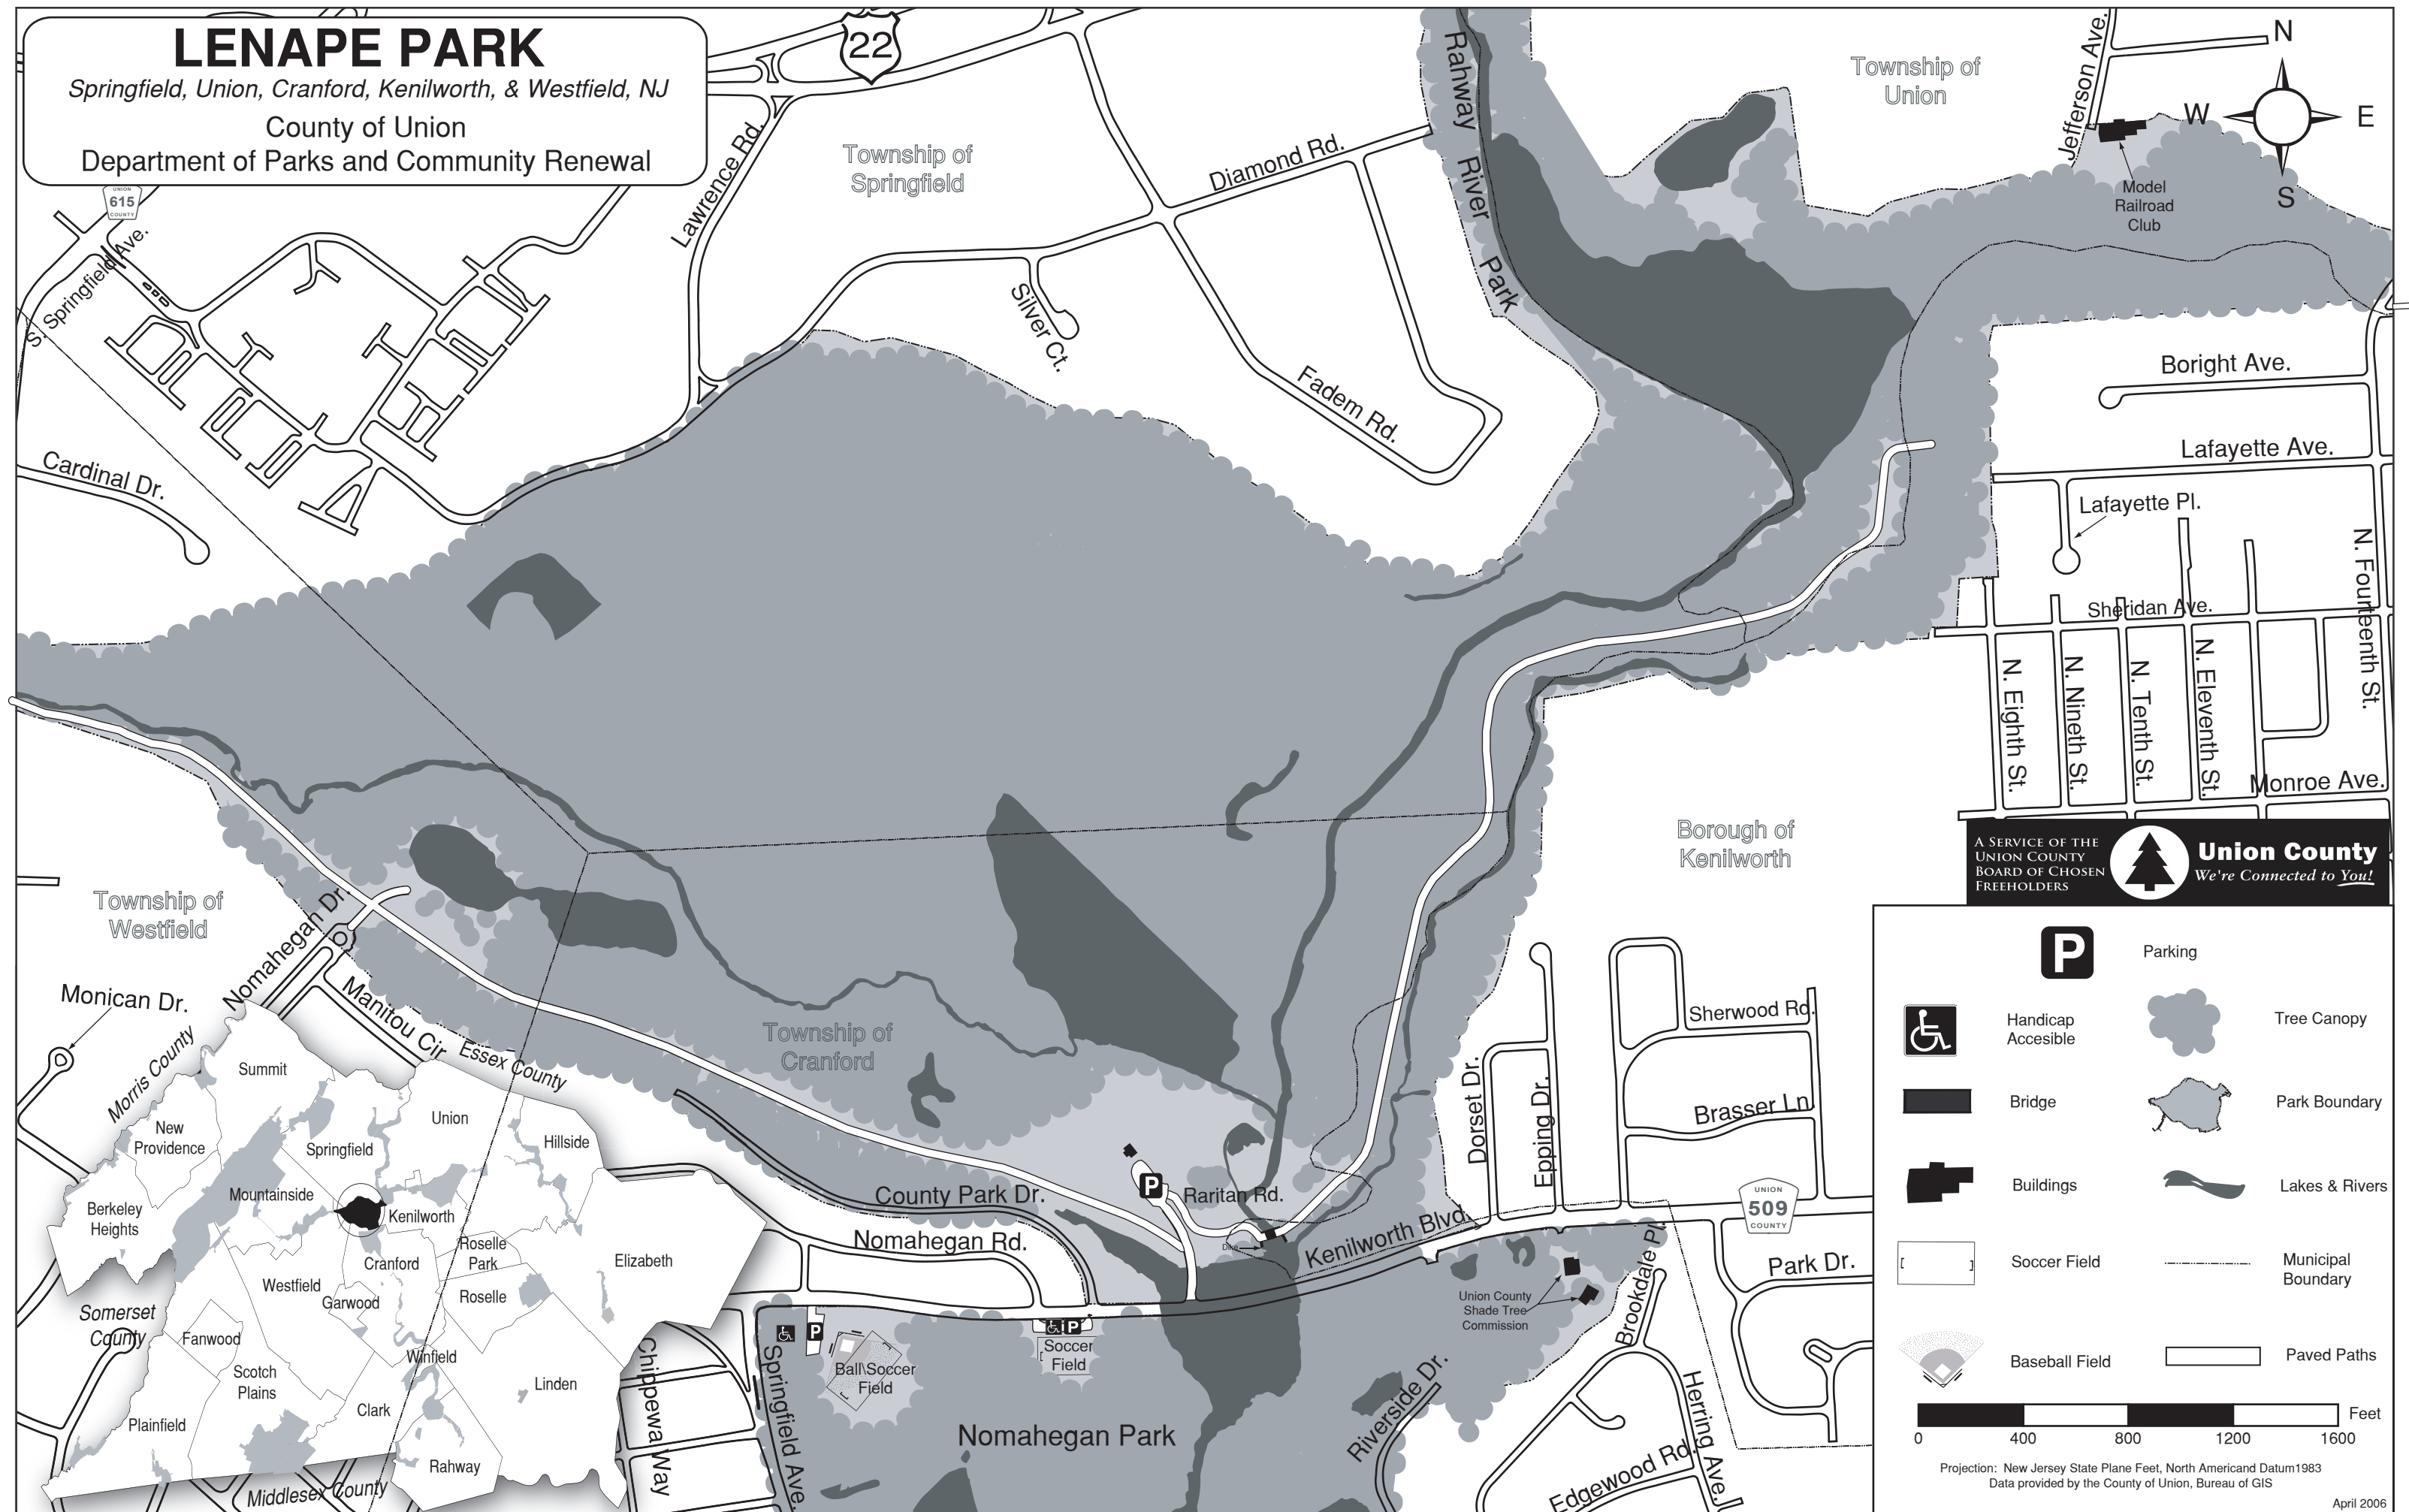 LENAPE PARK
Springfield, Union, Cranford, Kenilworth, & Westfield, NJ
County of Union
Department of Parks and Community Renewal
22
UNION
615
COUNTY
S. Springfield Ave.
Lawrence Rd.
Township of
Springfield
Diamond Rd.
Silver Ct.
Fadem Rd.
Cardinal Dr.
Rahway River Park
Township of
Union
Jefferson Ave.
N
W
E
S
Model
Railroad
Club
Boright Ave.
Lafayette Ave.
Lafayette Pl.
Sheridan Ave.
N. Fourteenth St.
N. Eighth St.
N. Nineth St.
N. Tenth St.
N. Eleventh St.
Monroe Ave.
Borough of
Kenilworth
Township of
Westfield
Nomahegan Dr.
Monican Dr.
Manitou Cir
Township of
Cranford
County Park Dr.
Nomahegan Rd.
P
Raritan Rd.
Dike
Kenilworth Blvd.
Dorset Dr.
Epping Dr.
Sherwood Rd.
Brasser Ln.
UNION
509
COUNTY
Park Dr.
Brookdale Pl.
Union County
Shade Tree
Commission
Riverside Dr.
Herring Ave.
Edgewood Rd.
Springfield Ave.
Chippewa Way
P
Ball\Soccer
Field
P
Soccer
Field
Nomahegan Park
Morris County
Essex County
Somerset
County
Middlesex County
Summit
New
Providence
Berkeley
Heights
Springfield
Union
Hillside
Mountainside
Kenilworth
Roselle
Park
Elizabeth
Westfield
Cranford
Garwood
Roselle
Fanwood
Scotch
Plains
Winfield
Linden
Clark
Plainfield
Rahway
A Service of the
Union County
Board of Chosen
Freeholders
Union County
We're Connected to You!
P
Parking
Handicap
Accesible
Tree Canopy
Bridge
Park Boundary
Buildings
Lakes & Rivers
Soccer Field
Municipal
Boundary
Baseball Field
Paved Paths
Feet
0 400 800 1200 1600
Projection: New Jersey State Plane Feet, North Americand Datum1983
Data provided by the County of Union, Bureau of GIS
April 2006